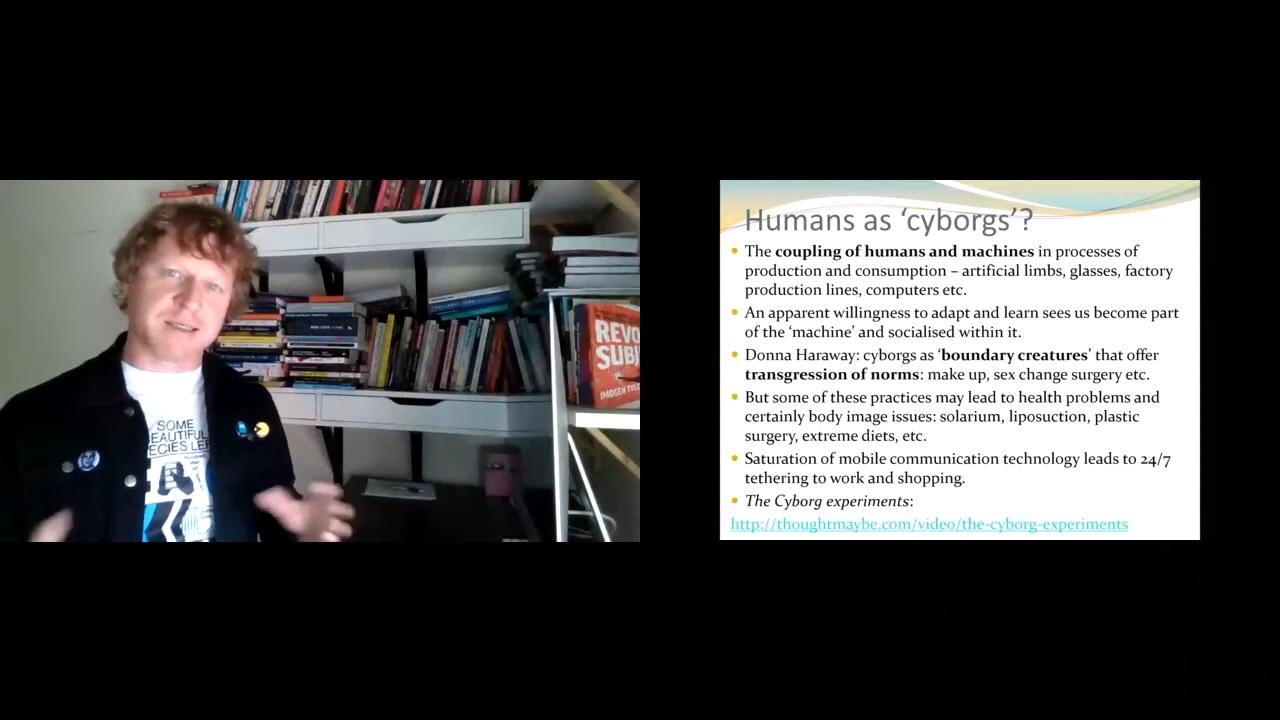 SOME
BEAUTIFUL
SPECIES LE
REVO
SUBJ
IMOGEN TYLE
Humans as ‘cyborgs’?
• The coupling of humans and machines in processes of
production and consumption – artificial limbs, glasses, factory
production lines, computers etc.
• An apparent willingness to adapt and learn sees us become part
of the ‘machine’ and socialised within it.
• Donna Haraway: cyborgs as ‘boundary creatures’ that offer
transgression of norms: make up, sex change surgery etc.
• But some of these practices may lead to health problems and
certainly body image issues: solarium, liposuction, plastic
surgery, extreme diets, etc.
• Saturation of mobile communication technology leads to 24/7
tethering to work and shopping.
• The Cyborg experiments:
http://thoughtmaybe.com/video/the-cyborg-experiments